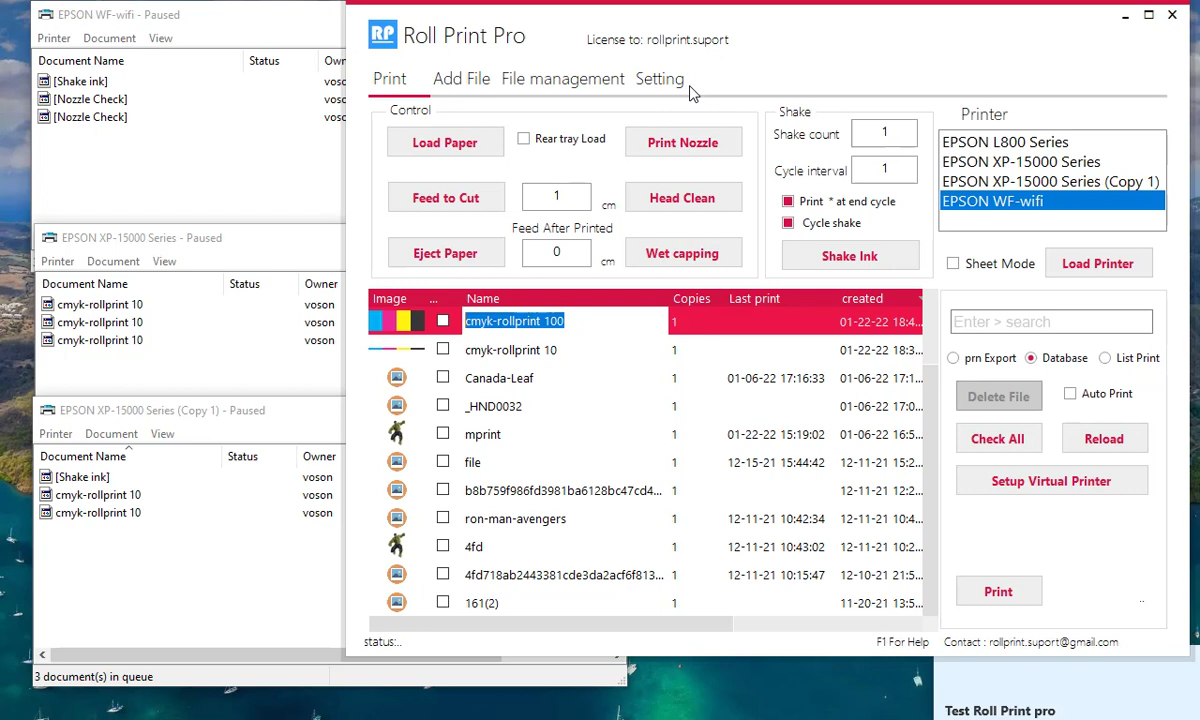 EPSON WF-wifi - Paused
Printer Document View
Document Name Status
[Shake ink]
[Nozzle Check]
[Nozzle Check]
EPSON XP-15000 Series - Paused
Printer Document View
Document Name Status Owner
cmyk-rollprint 10 voson
cmyk-rollprint 10 voson
cmyk-rollprint 10 voson
EPSON XP-15000 Series (Copy 1) - Paused
Printer Document View
Document Name Status Owner
[Shake ink] voson
cmyk-rollprint 10 voson
cmyk-rollprint 10 voson
3 document(s) in queue
RP Roll Print Pro
License to: rollprint.suport
Print Add File File management Setting
Control
Load Paper Rear tray Load Print Nozzle
Feed to Cut 1 cm Head Clean
Feed After Printed
Eject Paper 0 cm Wet capping
Shake
Shake count 1
Cycle interval 1
Print * at end cycle
Cycle shake
Shake Ink
Printer
EPSON L800 Series
EPSON XP-15000 Series
EPSON XP-15000 Series (Copy 1)
EPSON WF-wifi
Sheet Mode Load Printer
Image ... Name Copies Last print created
cmyk-rollprint 100 1 01-22-22 18:4...
cmyk-rollprint 10 1 01-22-22 18:3...
Canada-Leaf 1 01-06-22 17:16:33 01-06-22 17:1...
_HND0032 1 01-06-22 17:0...
mprint 1 01-22-22 15:19:02 01-06-22 16:5...
file 1 12-15-21 15:44:42 12-11-21 15:2...
b8b759f986fd3981ba6128bc47cd4... 1 12-11-21 12:2...
ron-man-avengers 1 12-11-21 10:42:34 12-11-21 10:4...
4fd 1 12-11-21 10:43:02 12-11-21 10:2...
4fd718ab2443381cde3da2acf6f813... 1 12-11-21 10:15:47 12-10-21 21:5...
161(2) 1 11-20-21 13:5...
Enter > search
prn Export Database List Print
Delete File Auto Print
Check All Reload
Setup Virtual Printer
Print ..
status:.. F1 For Help Contact : rollprint.suport@gmail.com
Test Roll Print pro